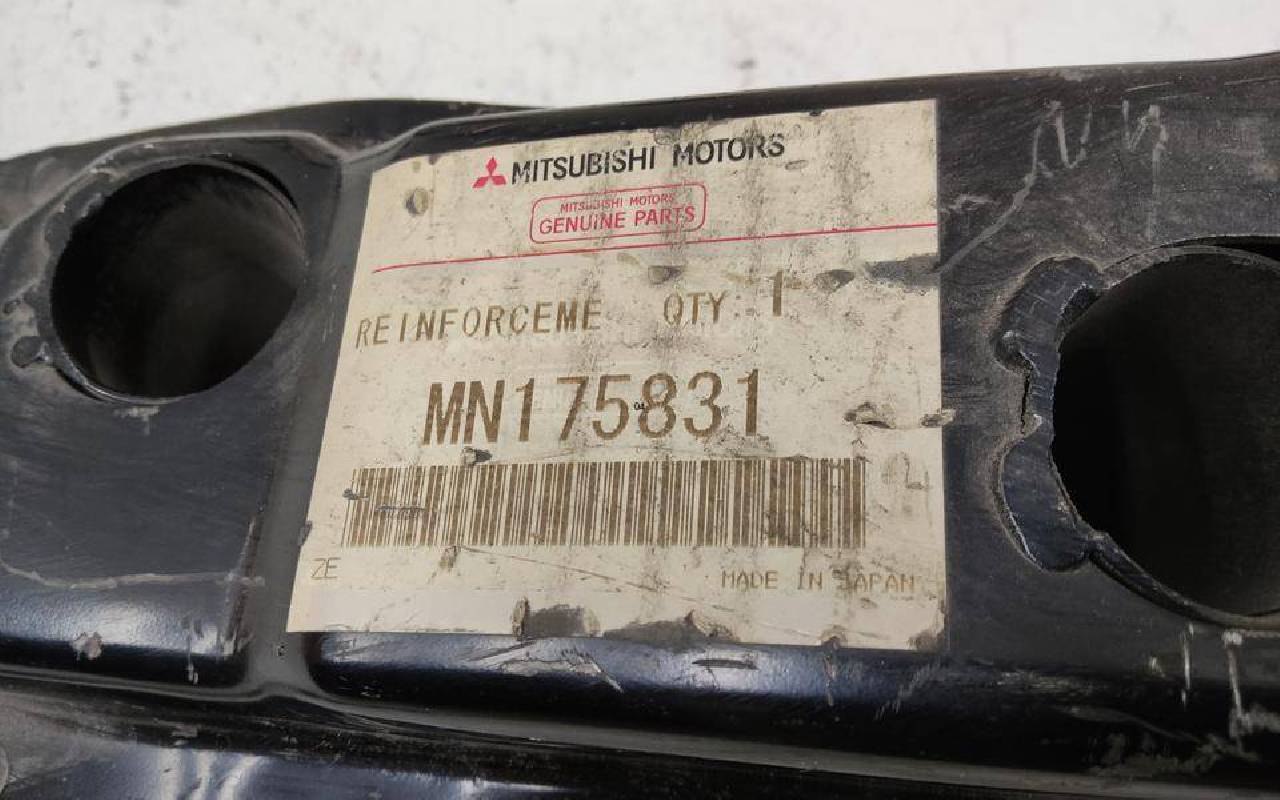 MITSUBISHI MOTORS
MITSUBISHI MOTORS
GENUINE PARTS
REINFORCEME QTY: 1
MN175831
ZE
MADE IN JAPAN